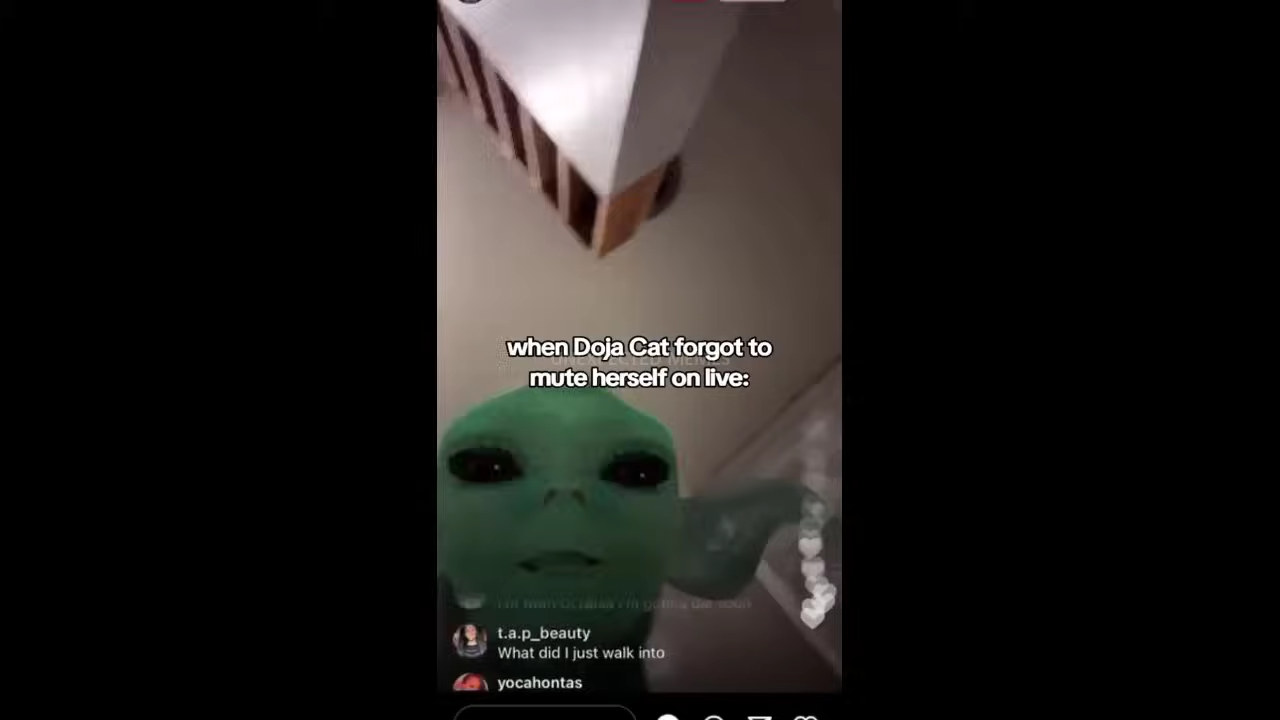 when Doja Cat forgot to
mute herself on live:
t.a.p_beauty
What did I just walk into
yocahontas